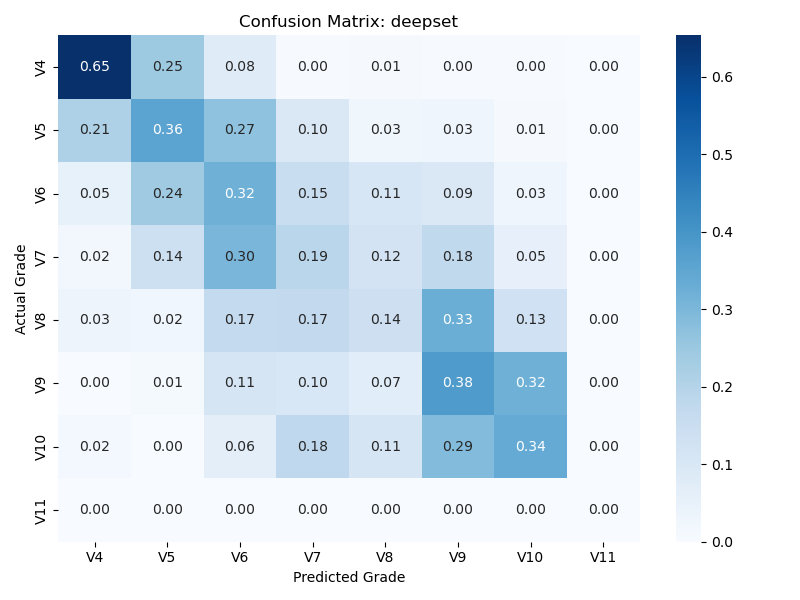 Confusion Matrix: deepset
V4 0.65 0.25 0.08 0.00 0.01 0.00 0.00 0.00
V5 0.21 0.36 0.27 0.10 0.03 0.03 0.01 0.00
V6 0.05 0.24 0.32 0.15 0.11 0.09 0.03 0.00
V7 0.02 0.14 0.30 0.19 0.12 0.18 0.05 0.00
V8 0.03 0.02 0.17 0.17 0.14 0.33 0.13 0.00
V9 0.00 0.01 0.11 0.10 0.07 0.38 0.32 0.00
V10 0.02 0.00 0.06 0.18 0.11 0.29 0.34 0.00
V11 0.00 0.00 0.00 0.00 0.00 0.00 0.00 0.00
V4 V5 V6 V7 V8 V9 V10 V11
Predicted Grade
Actual Grade
0.6
0.5
0.4
0.3
0.2
0.1
0.0